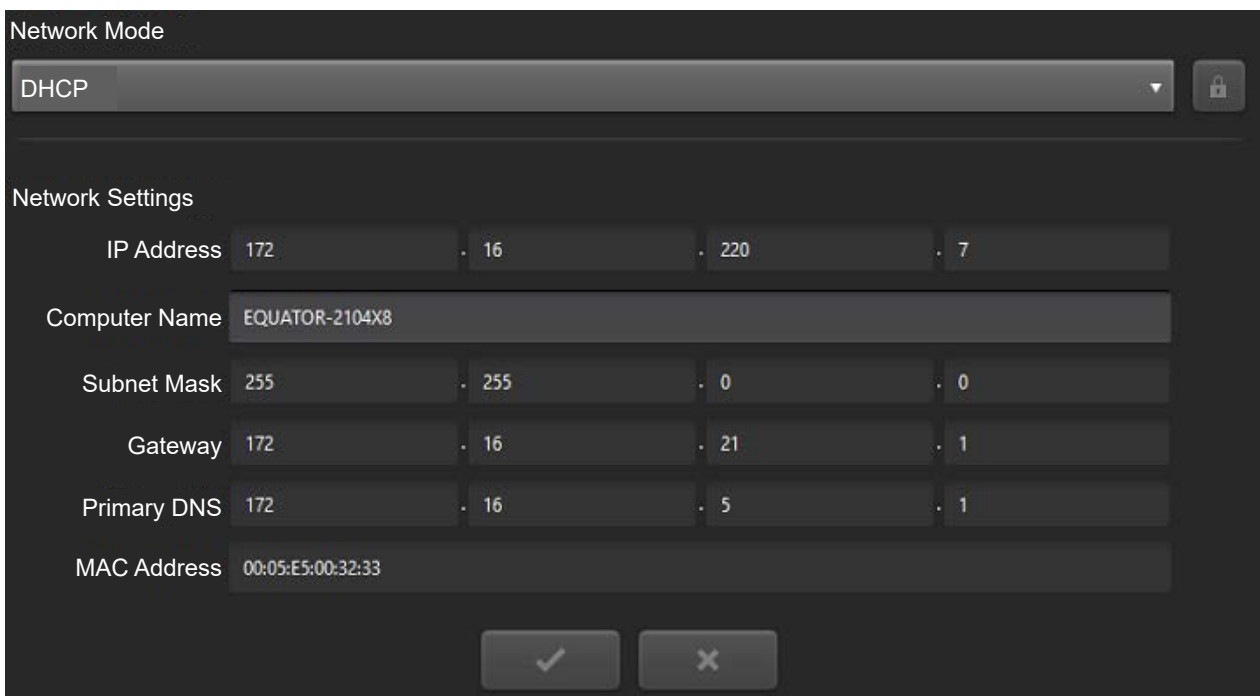 Network Mode
DHCP
Network Settings
IP Address 172 . 16 . 220 . 7
Computer Name EQUATOR-2104X8
Subnet Mask 255 . 255 . 0 . 0
Gateway 172 . 16 . 21 . 1
Primary DNS 172 . 16 . 5 . 1
MAC Address 00:05:E5:00:32:33